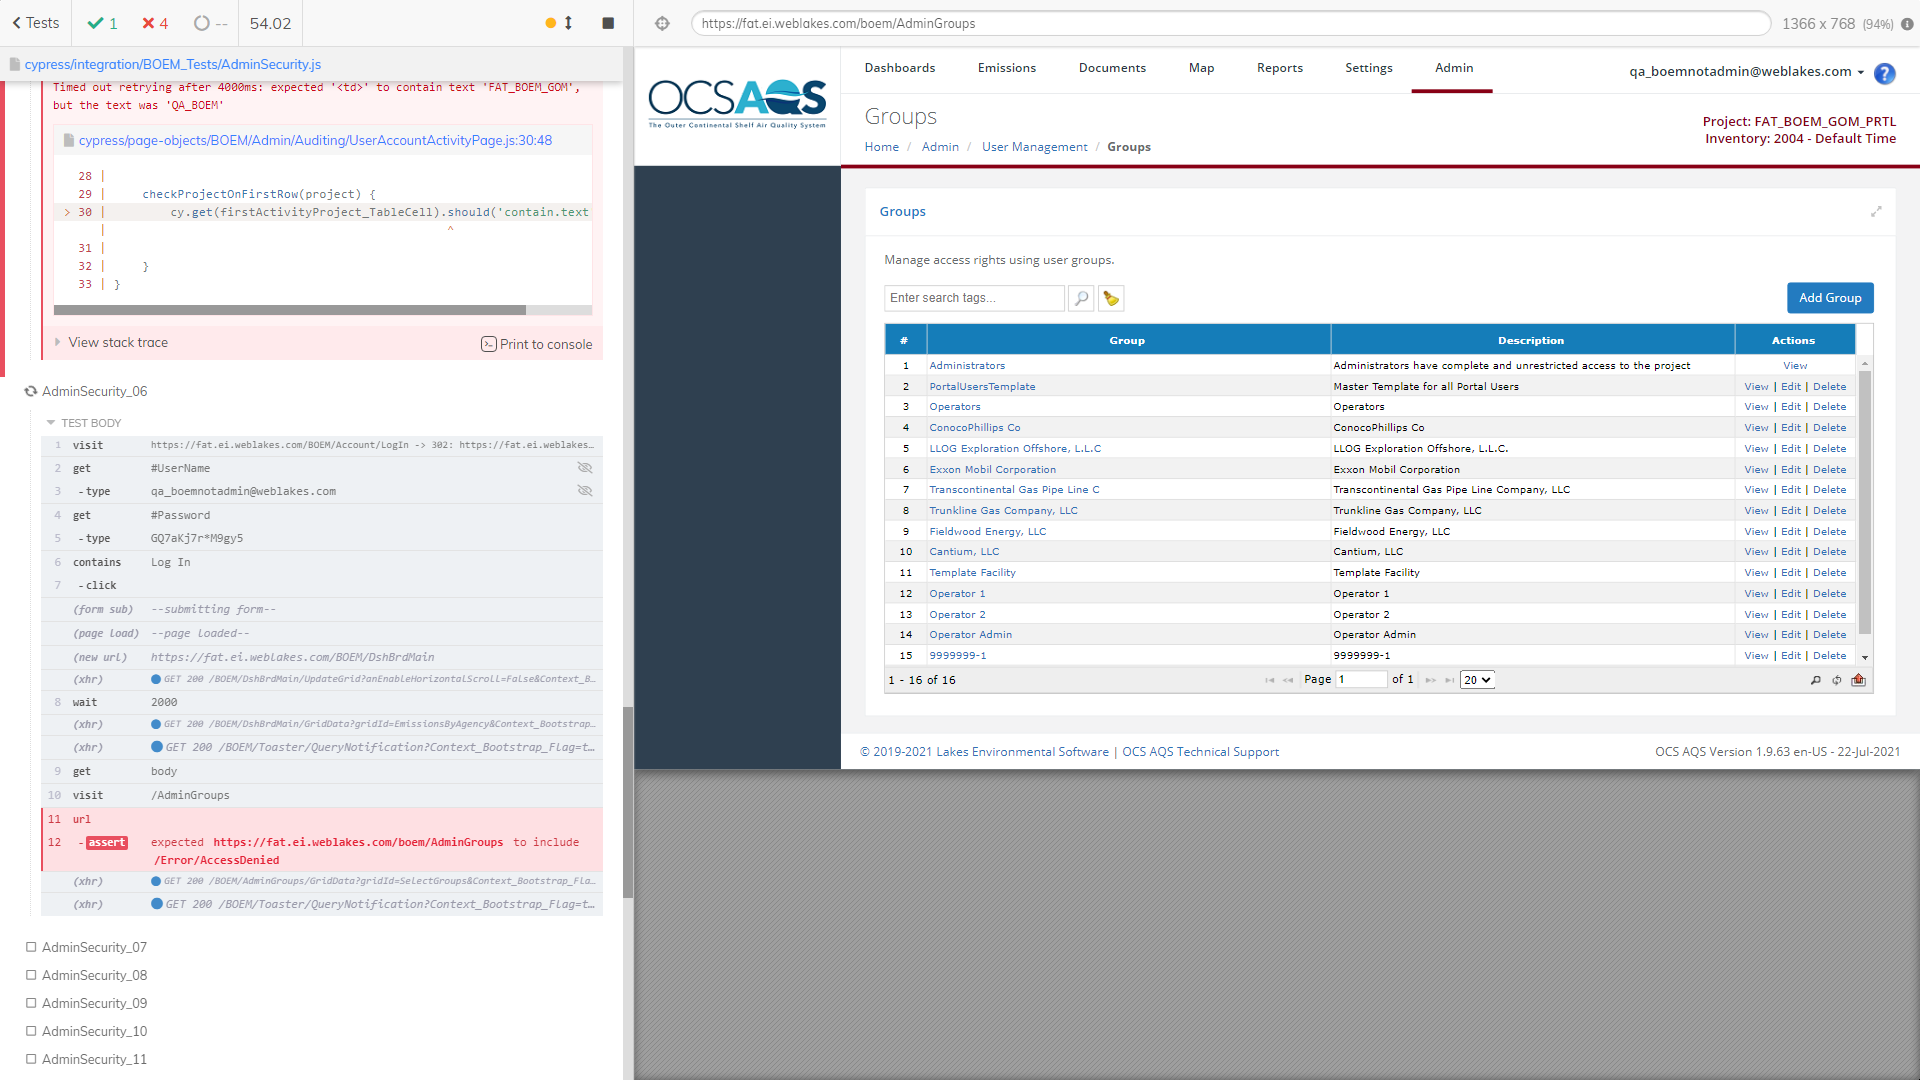 Tests
1
4
--
54.02
cypress/integration/BOEM_Tests/AdminSecurity.js
Timed out retrying after 4000ms: expected '<td>' to contain text 'FAT_BOEM_GOM',
but the text was 'QA_BOEM'
cypress/page-objects/BOEM/Admin/Auditing/UserAccountActivityPage.js:30:48
28 |
29 | checkProjectOnFirstRow(project) {
> 30 | cy.get(firstActivityProject_TableCell).should('contain.text
| ^
31 |
32 | }
33 | }
View stack trace
Print to console
AdminSecurity_06
TEST BODY
1 visit https://fat.ei.weblakes.com/BOEM/Account/LogIn -> 302: https://fat.ei.weblakes...
2 get #UserName
3 -type qa_boemnotadmin@weblakes.com
4 get #Password
5 -type GQ7aKj7r*M9gy5
6 contains Log In
7 -click
(form sub) --submitting form--
(page load) --page loaded--
(new url) https://fat.ei.weblakes.com/BOEM/DshBrdMain
(xhr) GET 200 /BOEM/DshBrdMain/UpdateGrid?anEnableHorizontalScroll=False&Context_B...
8 wait 2000
(xhr) GET 200 /BOEM/DshBrdMain/GridData?gridId=EmissionsByAgency&Context_Bootstrap...
(xhr) GET 200 /BOEM/Toaster/QueryNotification?Context_Bootstrap_Flag=t...
9 get body
10 visit /AdminGroups
11 url
12 -assert expected https://fat.ei.weblakes.com/boem/AdminGroups to include
/Error/AccessDenied
(xhr) GET 200 /BOEM/AdminGroups/GridData?gridId=SelectGroups&Context_Bootstrap_Fla...
(xhr) GET 200 /BOEM/Toaster/QueryNotification?Context_Bootstrap_Flag=t...
AdminSecurity_07
AdminSecurity_08
AdminSecurity_09
AdminSecurity_10
AdminSecurity_11
https://fat.ei.weblakes.com/boem/AdminGroups
1366 x 768 (94%)
OCSAQS
The Outer Continental Shelf Air Quality System
Dashboards Emissions Documents Map Reports Settings Admin
qa_boemnotadmin@weblakes.com
?
Groups
Home / Admin / User Management / Groups
Project: FAT_BOEM_GOM_PRTL
Inventory: 2004 - Default Time
Groups
Manage access rights using user groups.
Enter search tags...
Add Group
# Group Description Actions
1 Administrators Administrators have complete and unrestricted access to the project View
2 PortalUsersTemplate Master Template for all Portal Users View | Edit | Delete
3 Operators Operators View | Edit | Delete
4 ConocoPhillips Co ConocoPhillips Co View | Edit | Delete
5 LLOG Exploration Offshore, L.L.C LLOG Exploration Offshore, L.L.C. View | Edit | Delete
6 Exxon Mobil Corporation Exxon Mobil Corporation View | Edit | Delete
7 Transcontinental Gas Pipe Line C Transcontinental Gas Pipe Line Company, LLC View | Edit | Delete
8 Trunkline Gas Company, LLC Trunkline Gas Company, LLC View | Edit | Delete
9 Fieldwood Energy, LLC Fieldwood Energy, LLC View | Edit | Delete
10 Cantium, LLC Cantium, LLC View | Edit | Delete
11 Template Facility Template Facility View | Edit | Delete
12 Operator 1 Operator 1 View | Edit | Delete
13 Operator 2 Operator 2 View | Edit | Delete
14 Operator Admin Operator Admin View | Edit | Delete
15 9999999-1 9999999-1 View | Edit | Delete
1 - 16 of 16 Page 1 of 1 20
© 2019-2021 Lakes Environmental Software | OCS AQS Technical Support
OCS AQS Version 1.9.63 en-US - 22-Jul-2021